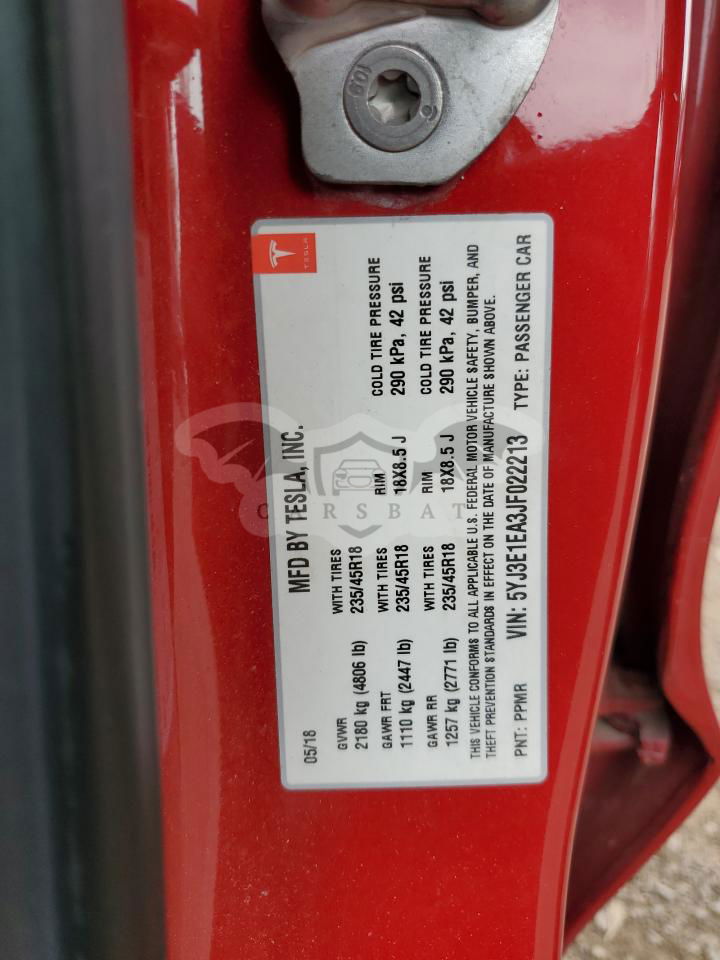 10.9
TESLA
MFD BY TESLA, INC.
05/18
GVWR WITH TIRES
2180 kg (4806 lb) 235/45R18
GAWR FRT WITH TIRES RIM COLD TIRE PRESSURE
1110 kg (2447 lb) 235/45R18 18X8.5 J 290 kPa, 42 psi
GAWR RR WITH TIRES RIM COLD TIRE PRESSURE
1257 kg (2771 lb) 235/45R18 18X8.5 J 290 kPa, 42 psi
THIS VEHICLE CONFORMS TO ALL APPLICABLE U.S. FEDERAL MOTOR VEHICLE SAFETY, BUMPER, AND
THEFT PREVENTION STANDARDS IN EFFECT ON THE DATE OF MANUFACTURE SHOWN ABOVE.
PNT: PPMR VIN: 5YJ3E1EA3JF022213 TYPE: PASSENGER CAR
CARSBAT